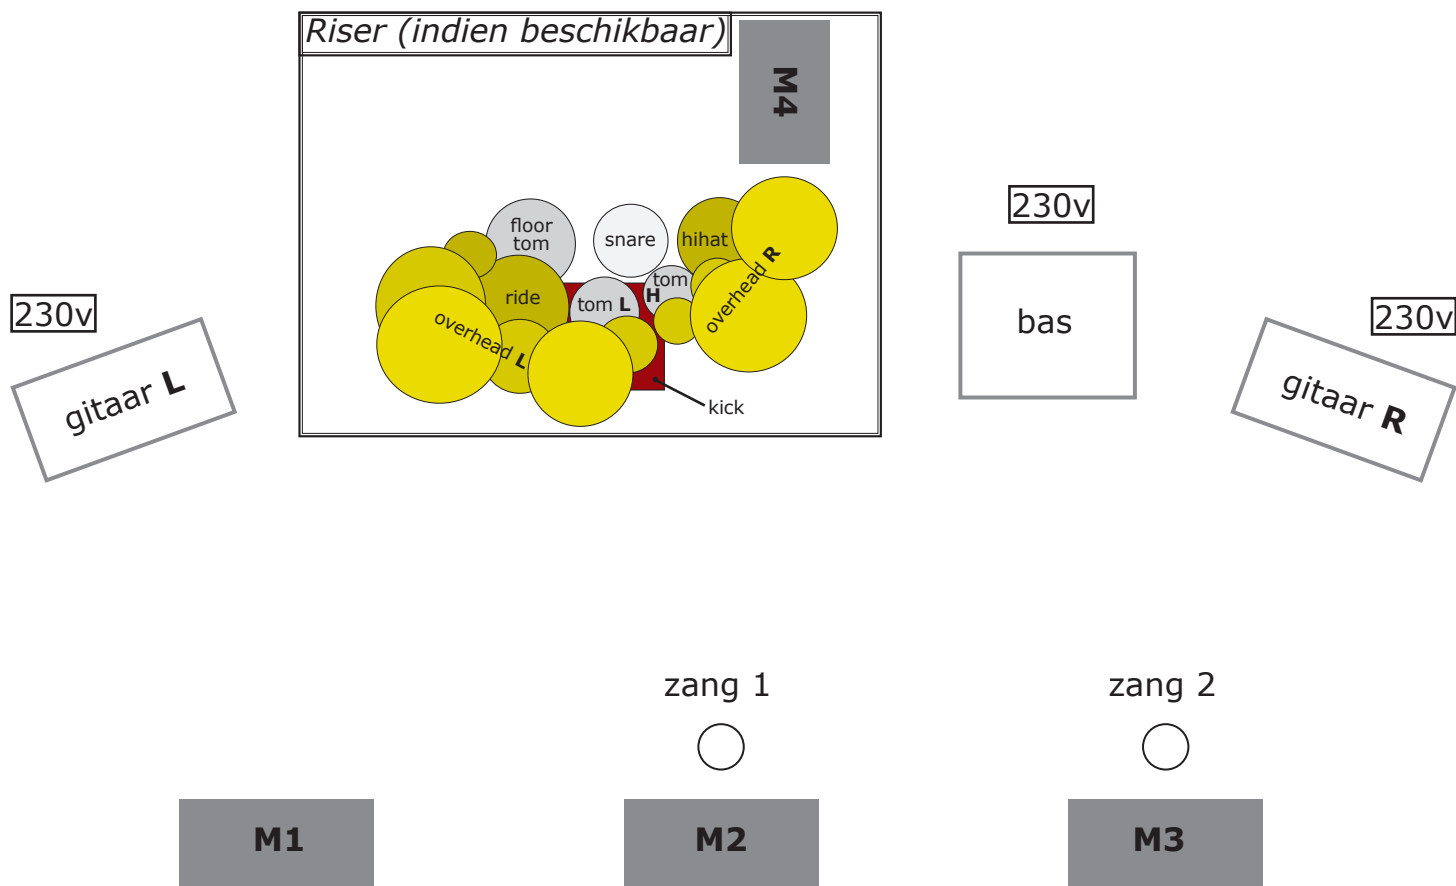 Riser (indien beschikbaar)
M4
230v
floor
tom
snare
hihat
tom
H
ride
tom L
overhead L
overhead R
kick
230v
gitaar L
bas
230v
gitaar R
zang 1
zang 2
M1
M2
M3